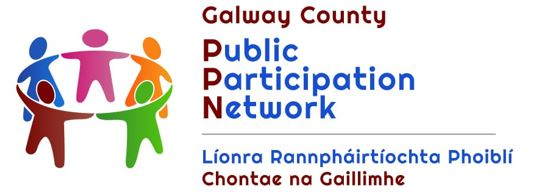 Galway County
Public
Participation
Network
Líonra Rannpháirtíochta Phoiblí
Chontae na Gaillimhe